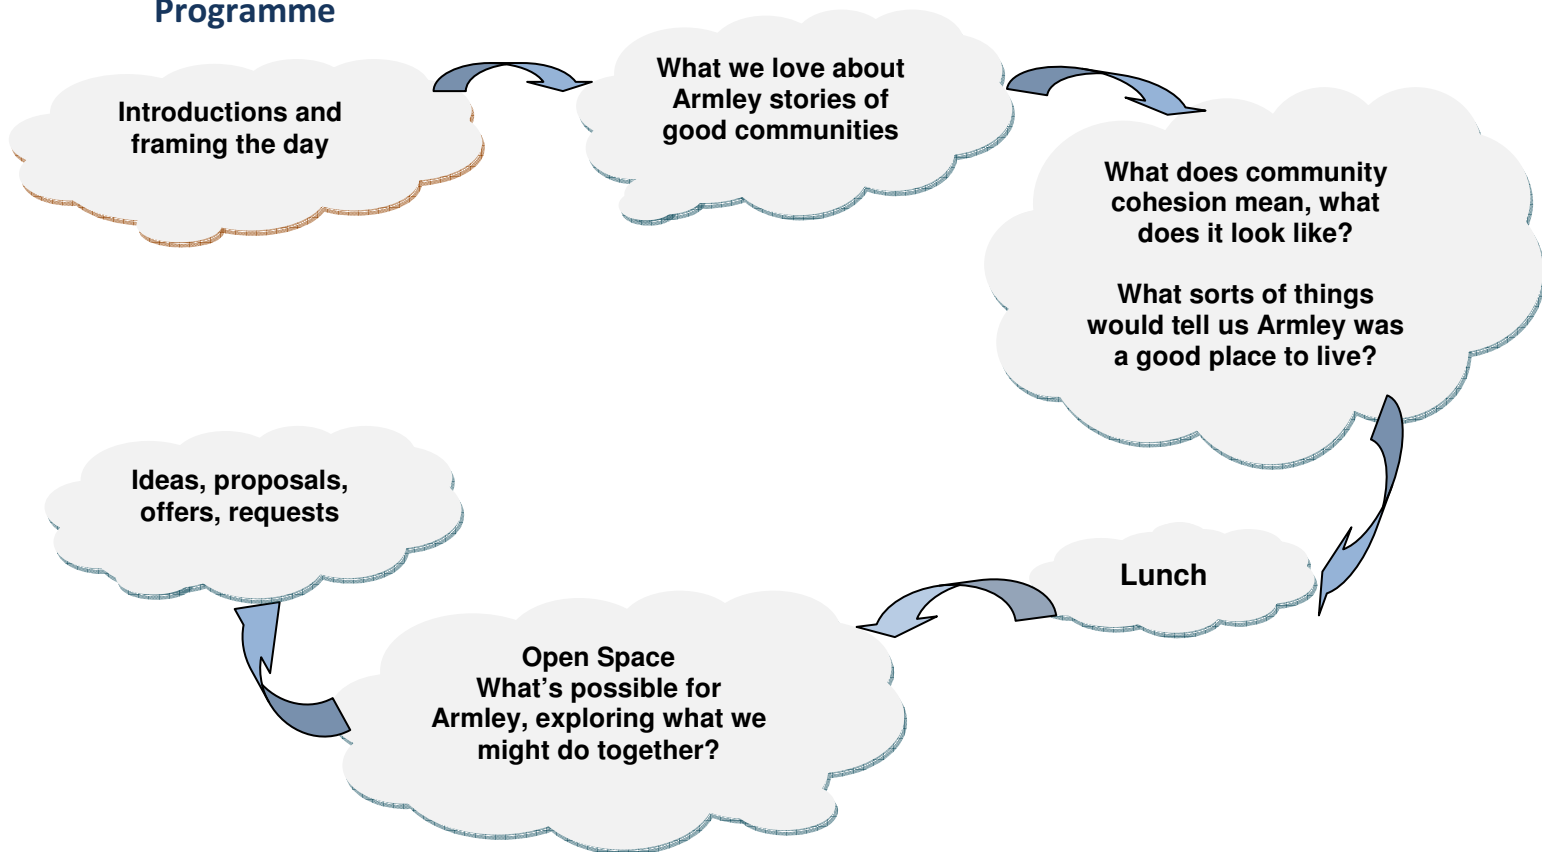 Programme
Introductions and
framing the day
What we love about
Armley stories of
good communities
What does community
cohesion mean, what
does it look like?
What sorts of things
would tell us Armley was
a good place to live?
Lunch
Open Space
What’s possible for
Armley, exploring what we
might do together?
Ideas, proposals,
offers, requests